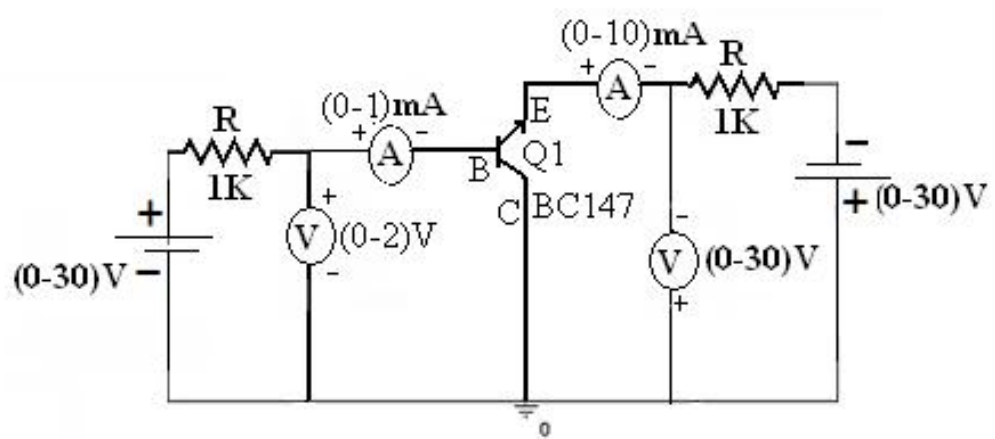 (0-10)mA
+ - R
1K
E
(0-1)mA
+ -
A
A
R
1K
B
Q1
C
BC147
+
(0-30)V
-
+
V
(0-2)V
-
-
V
(0-30)V
+
-
+
(0-30)V
0